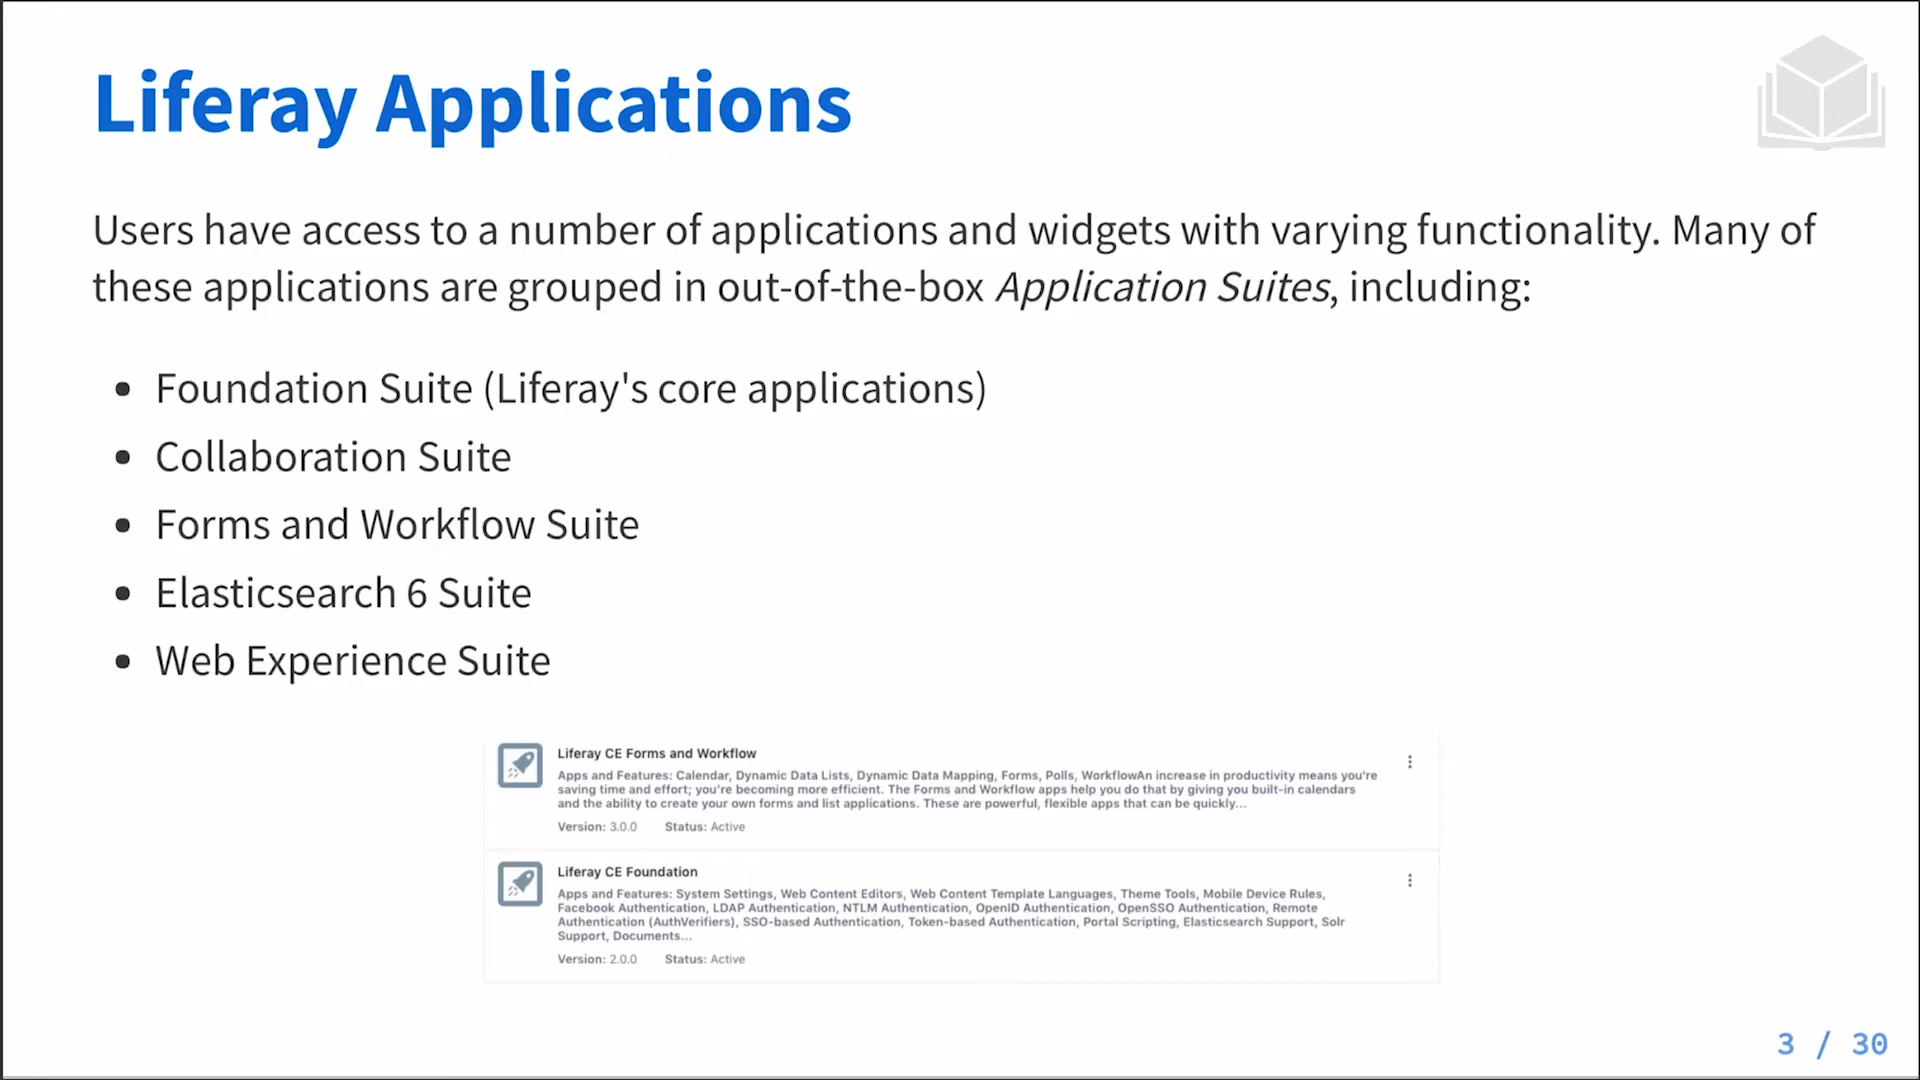 Liferay Applications
Users have access to a number of applications and widgets with varying functionality. Many of
these applications are grouped in out-of-the-box Application Suites, including:
• Foundation Suite (Liferay's core applications)
• Collaboration Suite
• Forms and Workflow Suite
• Elasticsearch 6 Suite
• Web Experience Suite
Liferay CE Forms and Workflow
Apps and Features: Calendar, Dynamic Data Lists, Dynamic Data Mapping, Forms, Polls, WorkflowAn increase in productivity means you're
saving time and effort; you're becoming more efficient. The Forms and Workflow apps help you do that by giving you built-in calendars
and the ability to create your own forms and list applications. These are powerful, flexible apps that can be quickly...
Version: 3.0.0 Status: Active
Liferay CE Foundation
Apps and Features: System Settings, Web Content Editors, Web Content Template Languages, Theme Tools, Mobile Device Rules,
Facebook Authentication, LDAP Authentication, NTLM Authentication, OpenID Authentication, OpenSSO Authentication, Remote
Authentication (AuthVerifiers), SSO-based Authentication, Token-based Authentication, Portal Scripting, Elasticsearch Support, Solr
Support, Documents...
Version: 2.0.0 Status: Active
3 / 30